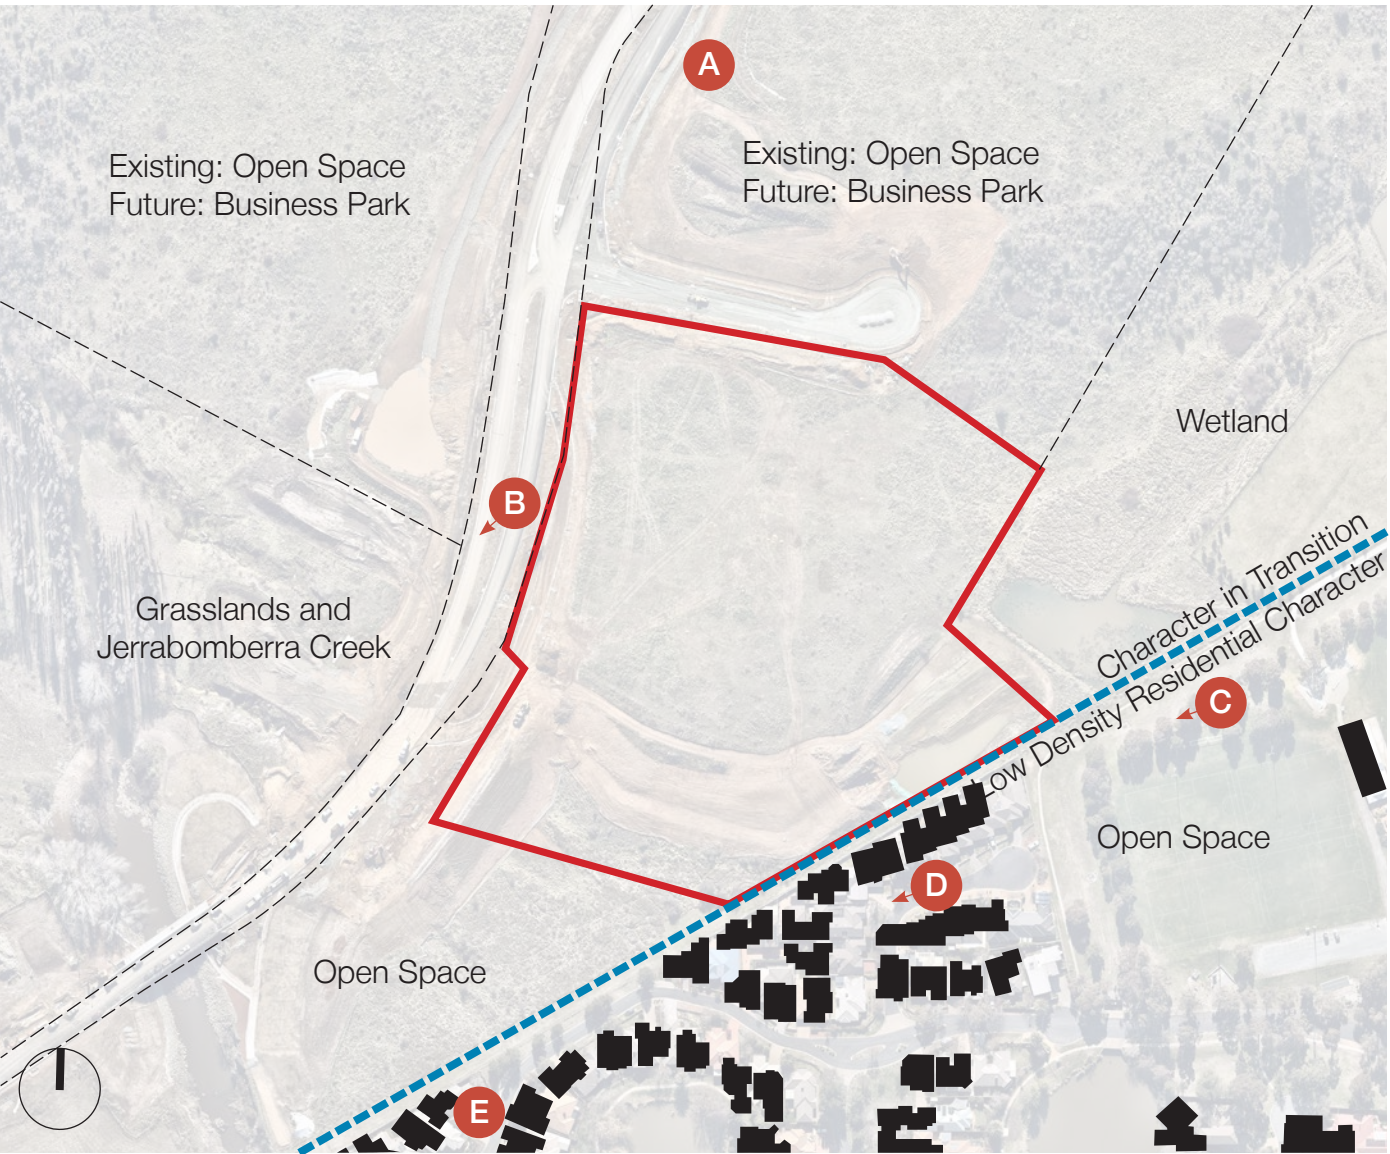 A
Existing: Open Space
Future: Business Park
Existing: Open Space
Future: Business Park
Wetland
B
Grasslands and
Jerrabomberra Creek
Character in Transition
Low Density Residential Character
C
Open Space
D
Open Space
E